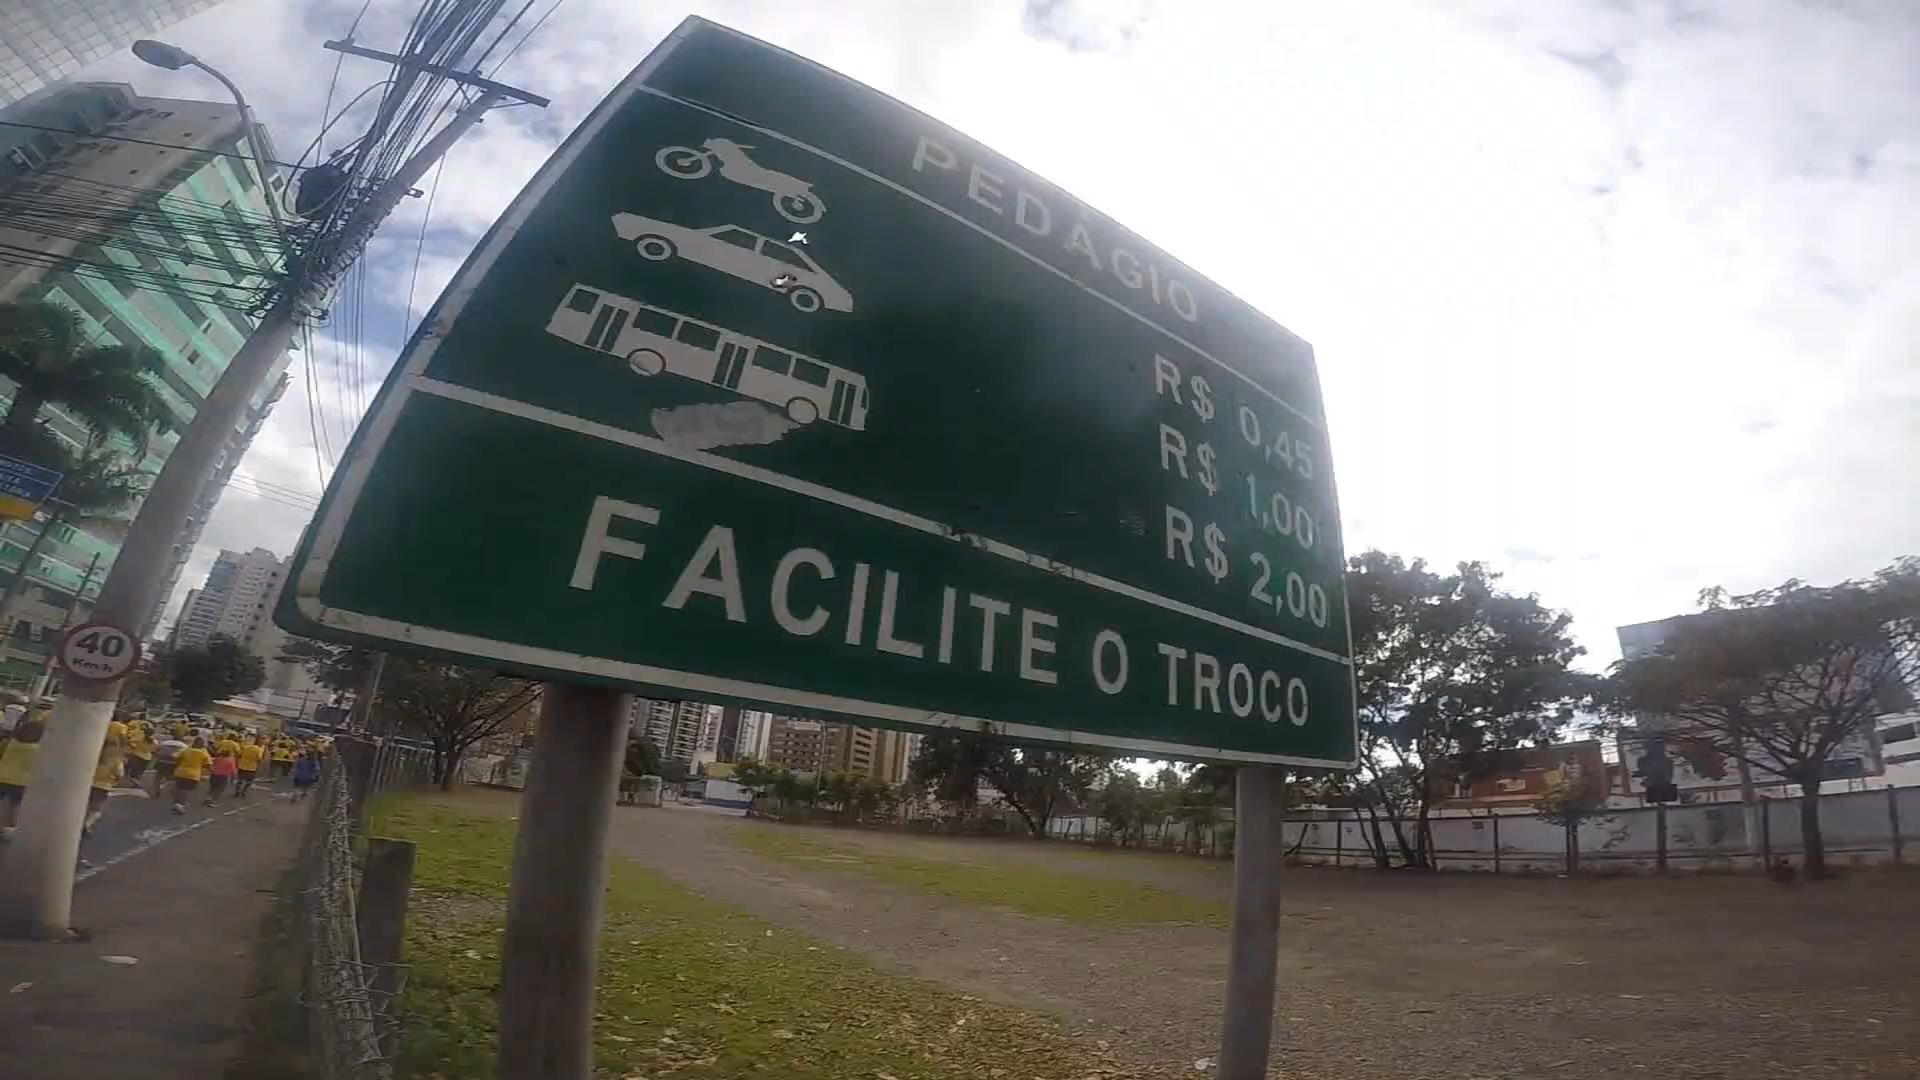 PEDÁGIO
R$ 0,45
R$ 1,00
R$ 2,00
FACILITE O TROCO
40
Km/h